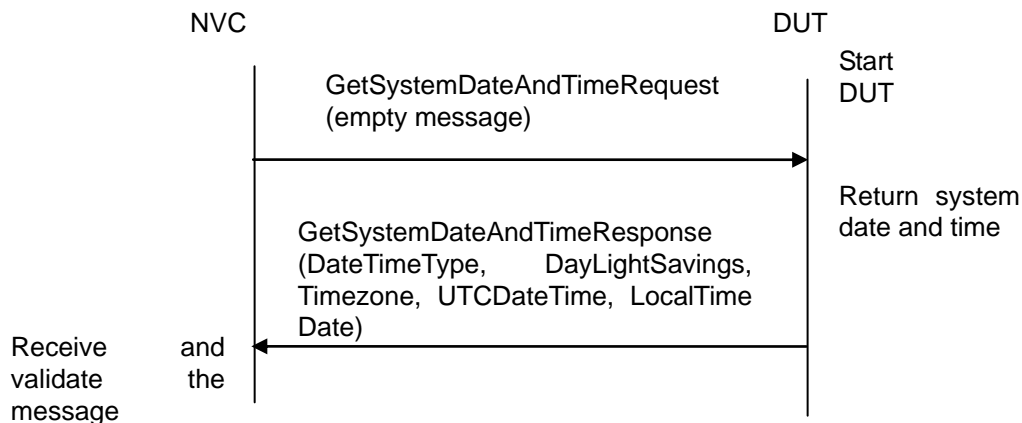 NVC
DUT
Start
DUT
GetSystemDateAndTimeRequest
(empty message)
Return system
date and time
GetSystemDateAndTimeResponse
(DateTimeType, DayLightSavings,
Timezone, UTCDateTime, LocalTime
Date)
Receive and
validate the
message